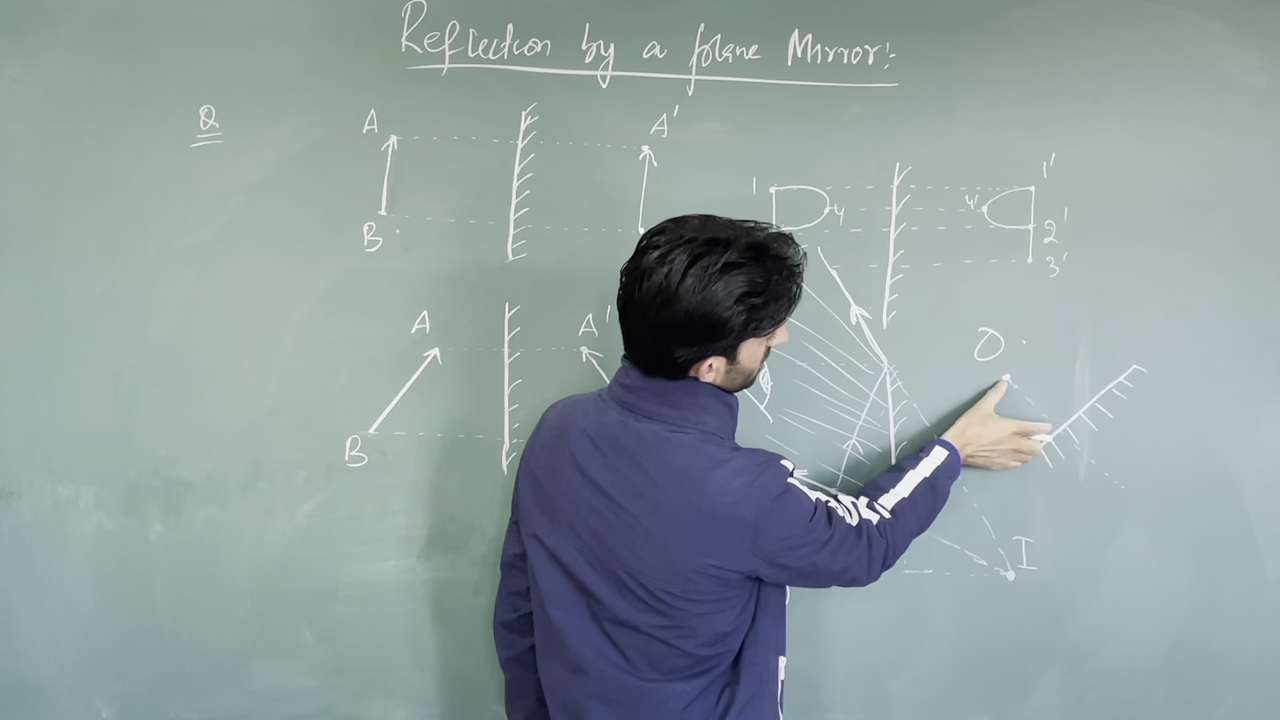 Reflection by a plane Mirror:-
Q
A A'
B
1 4 4' 1'
2'
3'
A A'
B
O
I